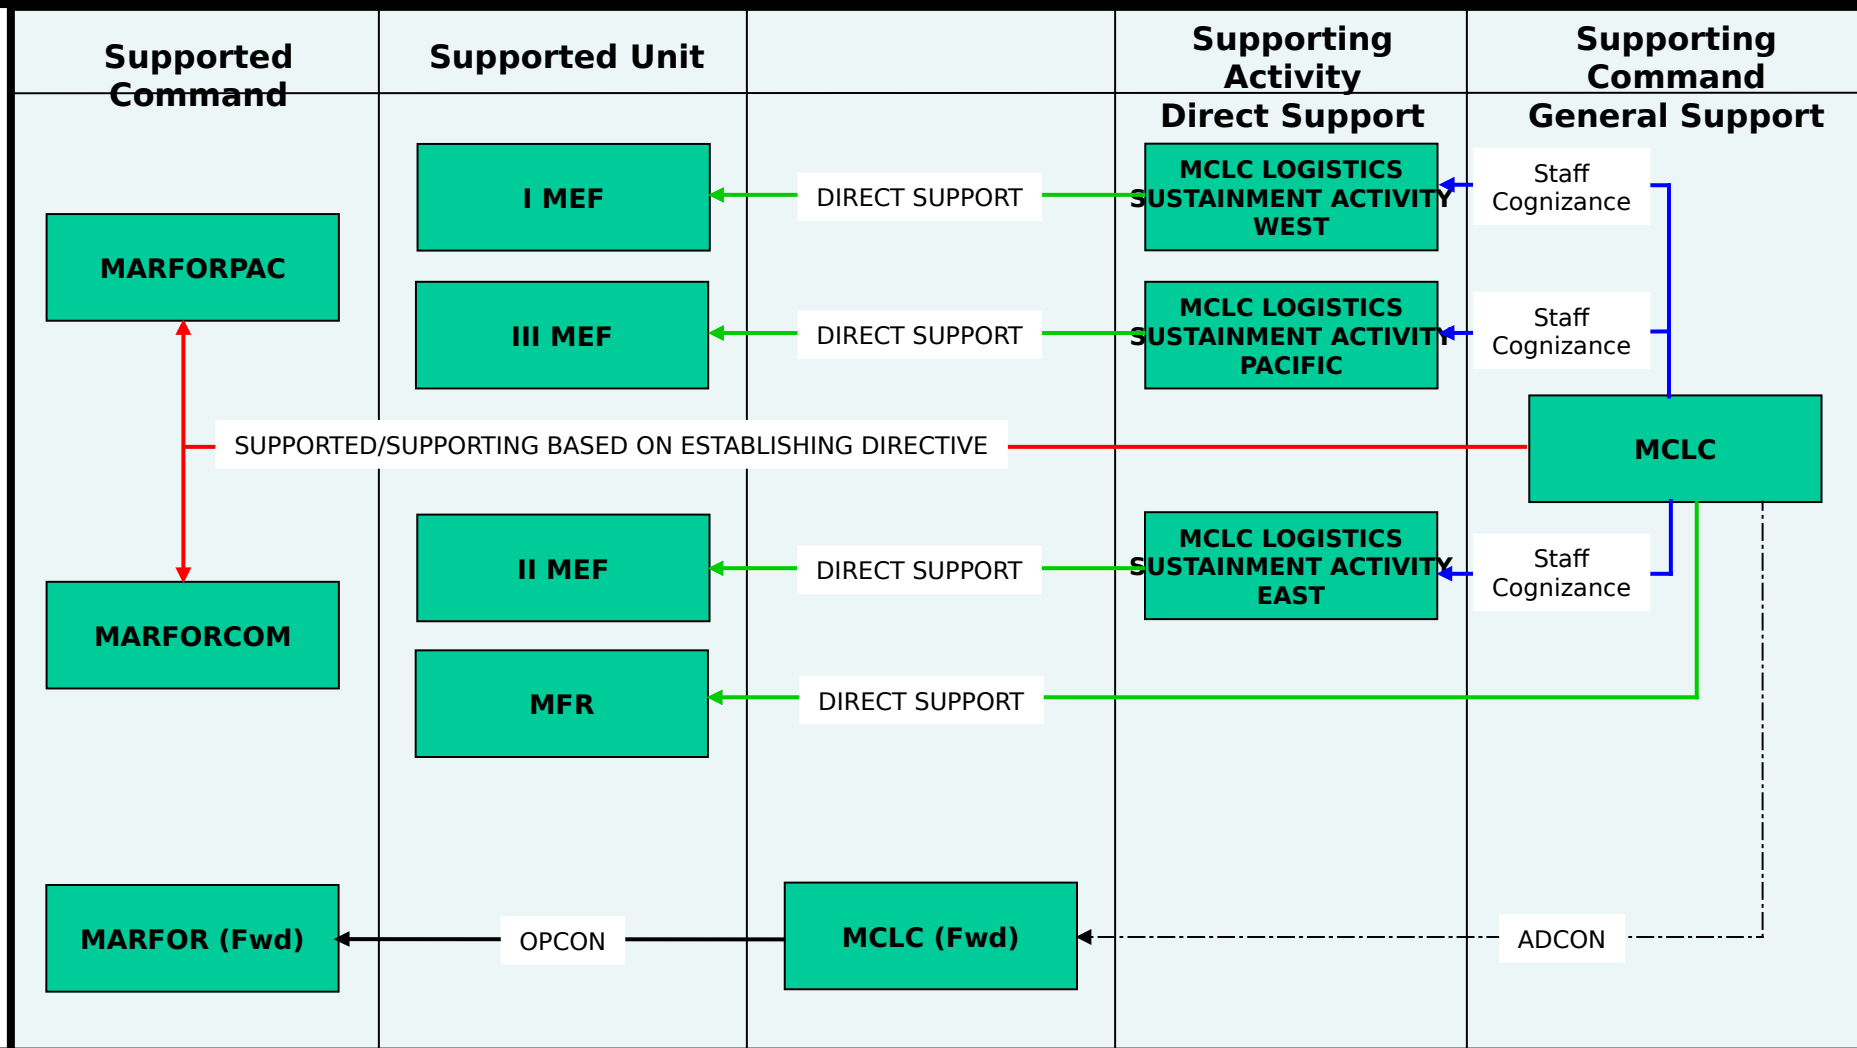 Supported
Command
Supported Unit
Supporting
Activity
Direct Support
Supporting
Command
General Support
I MEF
DIRECT SUPPORT
MCLC LOGISTICS
SUSTAINMENT ACTIVITY
WEST
Staff
Cognizance
MARFORPAC
III MEF
DIRECT SUPPORT
MCLC LOGISTICS
SUSTAINMENT ACTIVITY
PACIFIC
Staff
Cognizance
SUPPORTED/SUPPORTING BASED ON ESTABLISHING DIRECTIVE
MCLC
II MEF
DIRECT SUPPORT
MCLC LOGISTICS
SUSTAINMENT ACTIVITY
EAST
Staff
Cognizance
MARFORCOM
MFR
DIRECT SUPPORT
MARFOR (Fwd)
OPCON
MCLC (Fwd)
ADCON